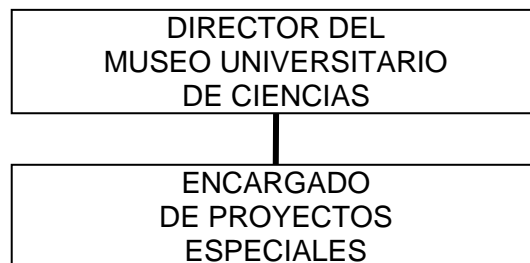 DIRECTOR DEL
MUSEO UNIVERSITARIO
DE CIENCIAS
ENCARGADO
DE PROYECTOS
ESPECIALES